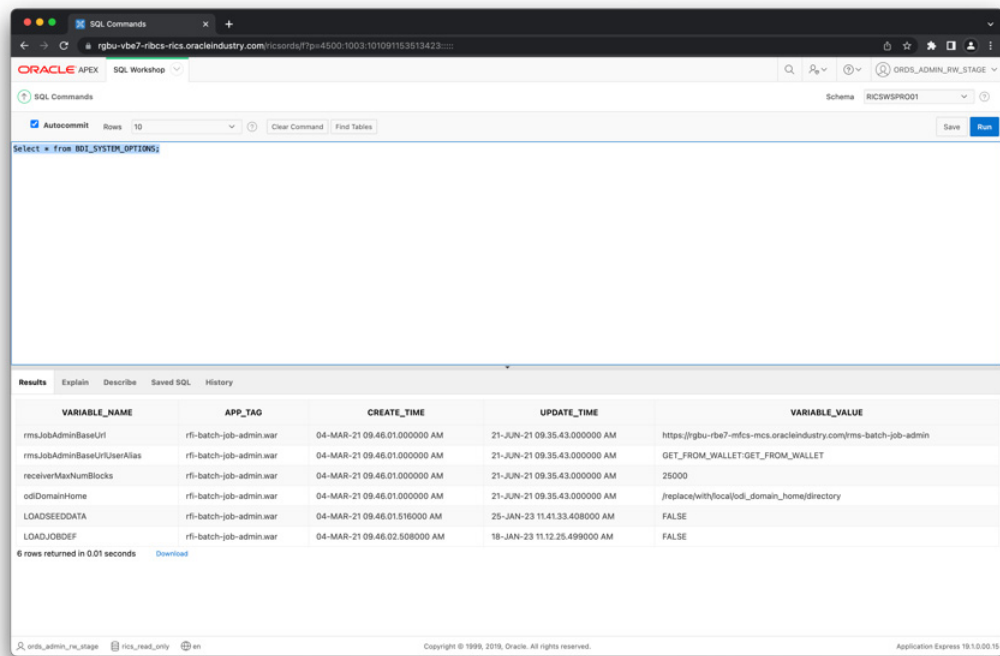 SQL Commands
rgbu-vbe7-ribcs-rics.oracleindustry.com/ricsords/f?p=4500:1003:101091153513423:::::
ORACLE APEX SQL Workshop ORDS_ADMIN_RW_STAGE
SQL Commands Schema RICSWSPRO01
Autocommit Rows 10 Clear Command Find Tables Save Run
Select * from BDI_SYSTEM_OPTIONS;
Results Explain Describe Saved SQL History
VARIABLE_NAME APP_TAG CREATE_TIME UPDATE_TIME VARIABLE_VALUE
rmsJobAdminBaseUrl rfi-batch-job-admin.war 04-MAR-21 09.46.01.000000 AM 21-JUN-21 09.35.43.000000 AM https://rgbu-rbe7-mfcs-mcs.oracleindustry.com/rms-batch-job-admin
rmsJobAdminBaseUrlUserAlias rfi-batch-job-admin.war 04-MAR-21 09.46.01.000000 AM 21-JUN-21 09.35.43.000000 AM GET_FROM_WALLET:GET_FROM_WALLET
receiverMaxNumBlocks rfi-batch-job-admin.war 04-MAR-21 09.46.01.000000 AM 21-JUN-21 09.35.43.000000 AM 25000
odiDomainHome rfi-batch-job-admin.war 04-MAR-21 09.46.01.000000 AM 21-JUN-21 09.35.43.000000 AM /replace/with/local/odi_domain_home/directory
LOADSEEDDATA rfi-batch-job-admin.war 04-MAR-21 09.46.01.516000 AM 25-JAN-23 11.41.33.408000 AM FALSE
LOADJOBDEF rfi-batch-job-admin.war 04-MAR-21 09.46.02.508000 AM 18-JAN-23 11.12.25.499000 AM FALSE
6 rows returned in 0.01 seconds Download
ords_admin_rw_stage rics_read_only en Copyright © 1999, 2019, Oracle. All rights reserved. Application Express 19.1.0.00.15